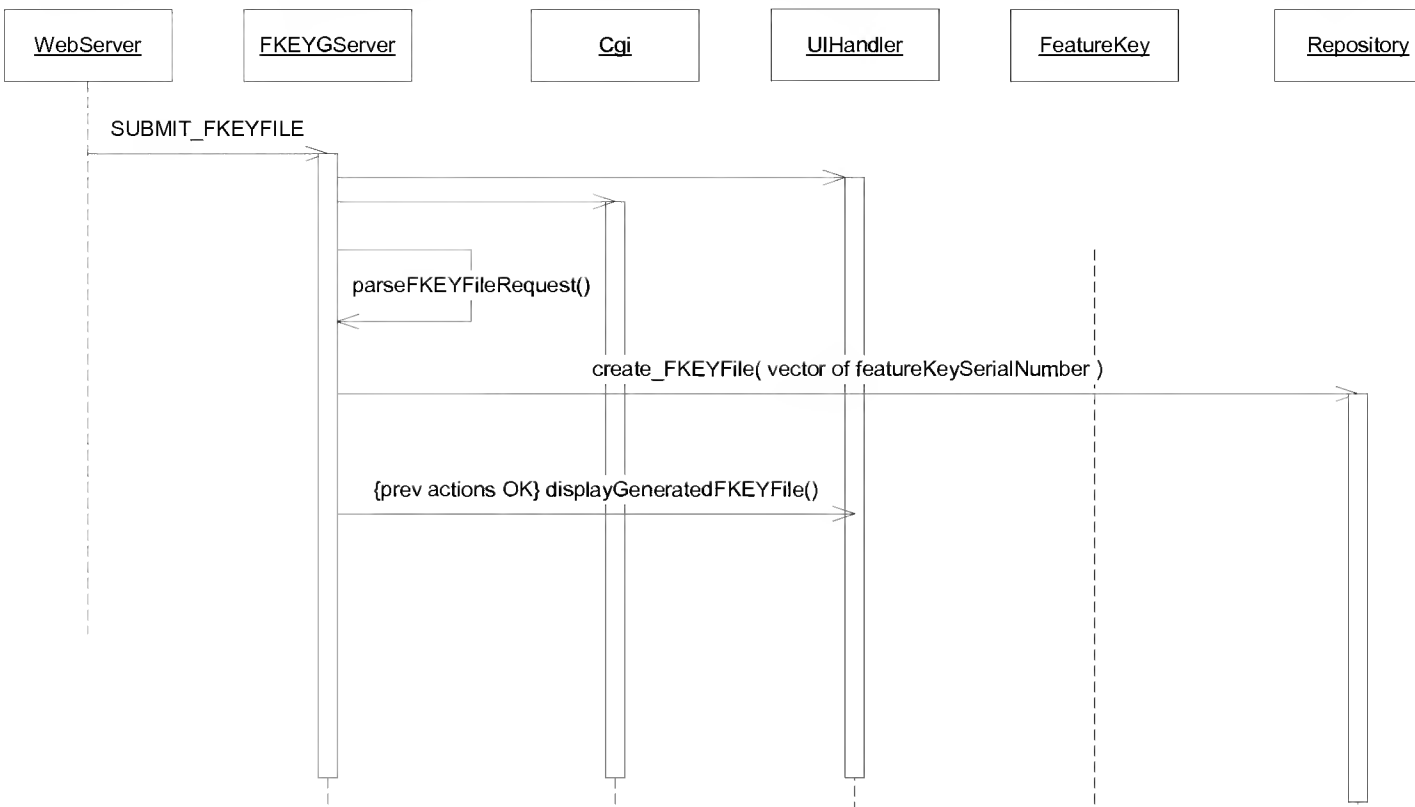 WebServer
FKEYGServer
Cgi
UIHandler
FeatureKey
Repository
SUBMIT_FKEYFILE
parseFKEYFileRequest()
create_FKEYFile( vector of featureKeySerialNumber )
{prev actions OK} displayGeneratedFKEYFile()